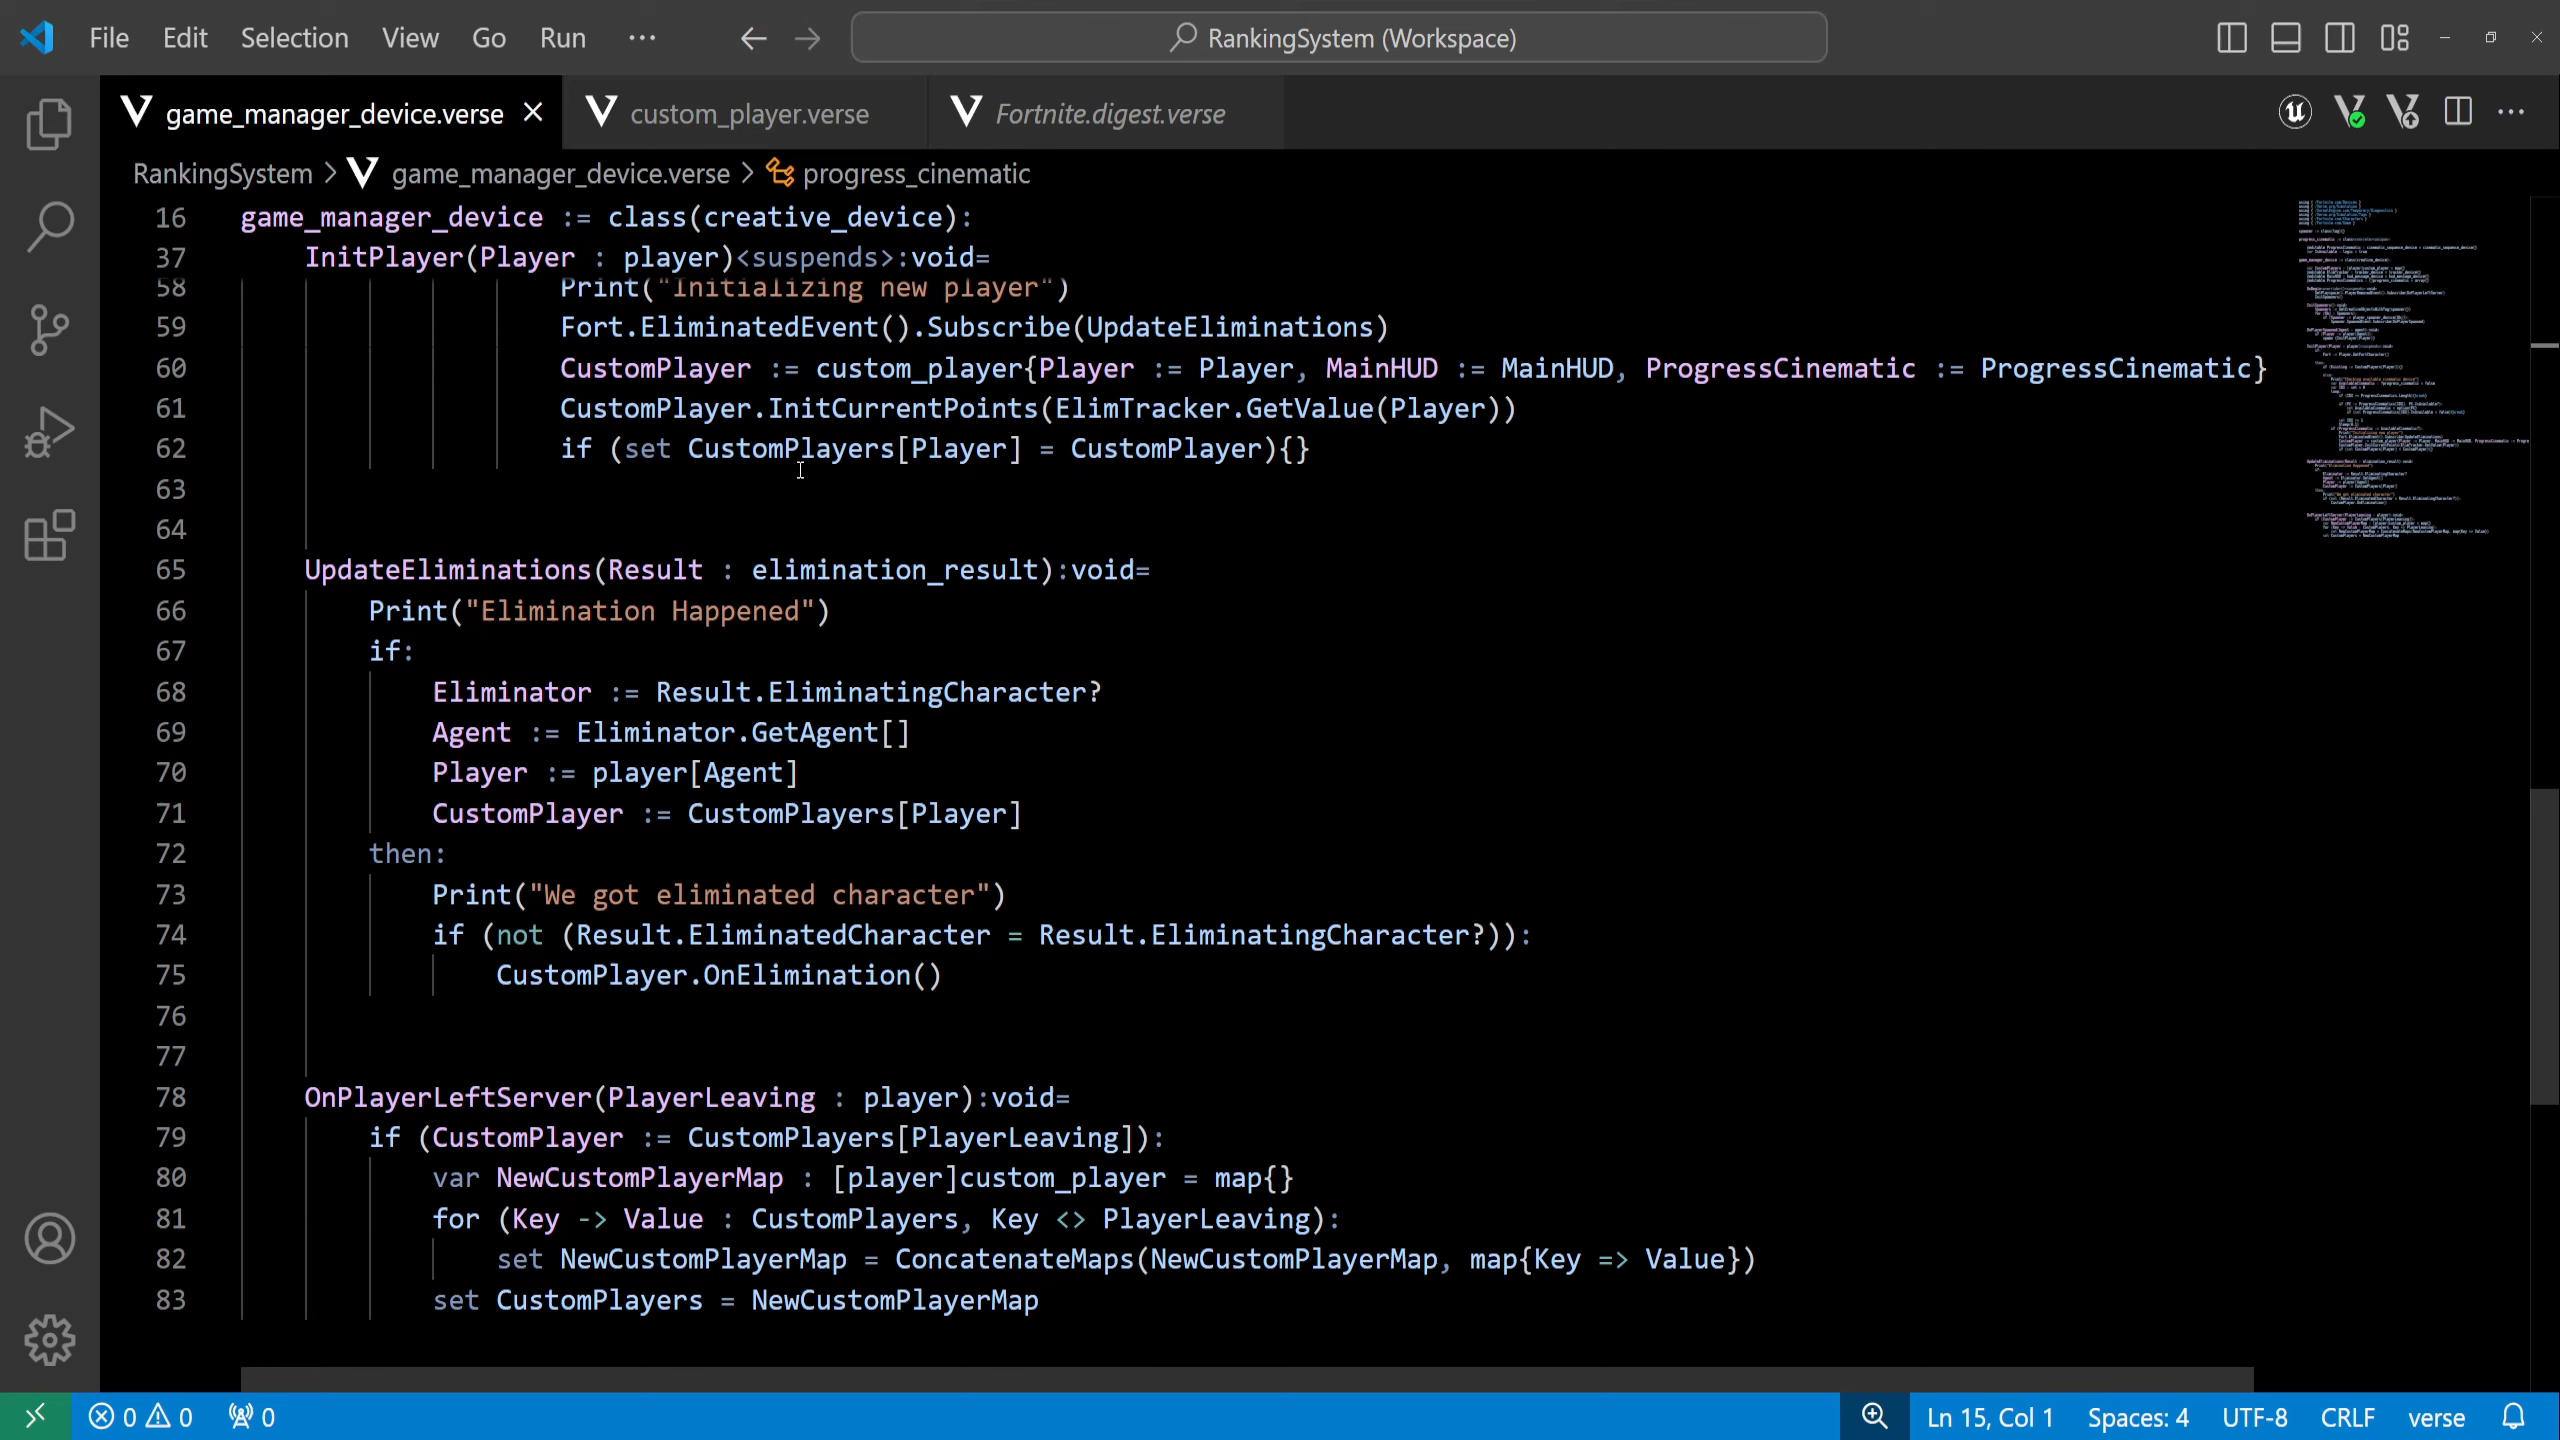 File Edit Selection View Go Run ···
RankingSystem (Workspace)
game_manager_device.verse custom_player.verse Fortnite.digest.verse
RankingSystem > game_manager_device.verse > progress_cinematic
16 game_manager_device := class(creative_device):
37 InitPlayer(Player : player)<suspends>:void=
58 Print("Initializing new player")
59 Fort.EliminatedEvent().Subscribe(UpdateEliminations)
60 CustomPlayer := custom_player{Player := Player, MainHUD := MainHUD, ProgressCinematic := ProgressCinematic}
61 CustomPlayer.InitCurrentPoints(ElimTracker.GetValue(Player))
62 if (set CustomPlayers[Player] = CustomPlayer){}
63
64
65 UpdateEliminations(Result : elimination_result):void=
66 Print("Elimination Happened")
67 if:
68 Eliminator := Result.EliminatingCharacter?
69 Agent := Eliminator.GetAgent[]
70 Player := player[Agent]
71 CustomPlayer := CustomPlayers[Player]
72 then:
73 Print("We got eliminated character")
74 if (not (Result.EliminatedCharacter = Result.EliminatingCharacter?)):
75 CustomPlayer.OnElimination()
76
77
78 OnPlayerLeftServer(PlayerLeaving : player):void=
79 if (CustomPlayer := CustomPlayers[PlayerLeaving]):
80 var NewCustomPlayerMap : [player]custom_player = map{}
81 for (Key -> Value : CustomPlayers, Key <> PlayerLeaving):
82 set NewCustomPlayerMap = ConcatenateMaps(NewCustomPlayerMap, map{Key => Value})
83 set CustomPlayers = NewCustomPlayerMap
0 0 0 Ln 15, Col 1 Spaces: 4 UTF-8 CRLF verse